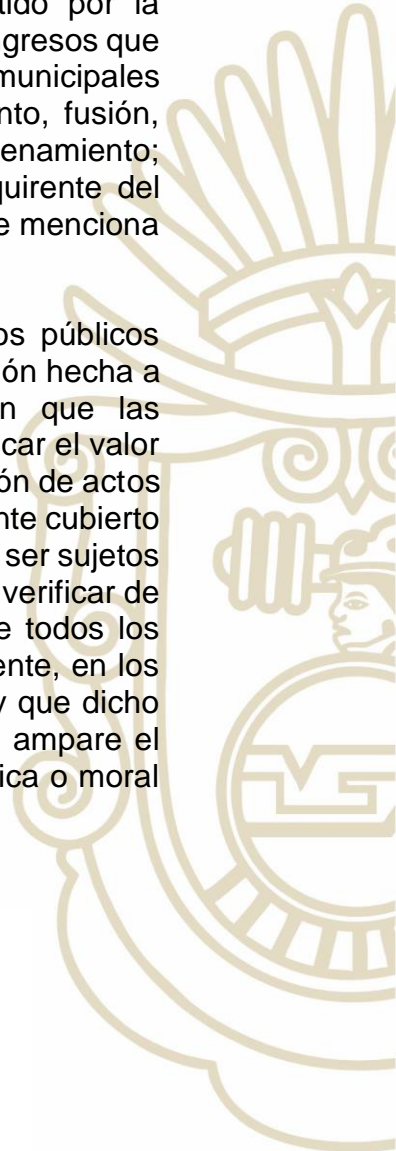 tido por la
ngresos que
municipales
nto, fusión,
enamiento;
quirente del
e menciona
os públicos
ión hecha a
n que las
car el valor
ón de actos
nte cubierto
ser sujetos
verificar de
e todos los
ente, en los
y que dicho
ampare el
ica o moral